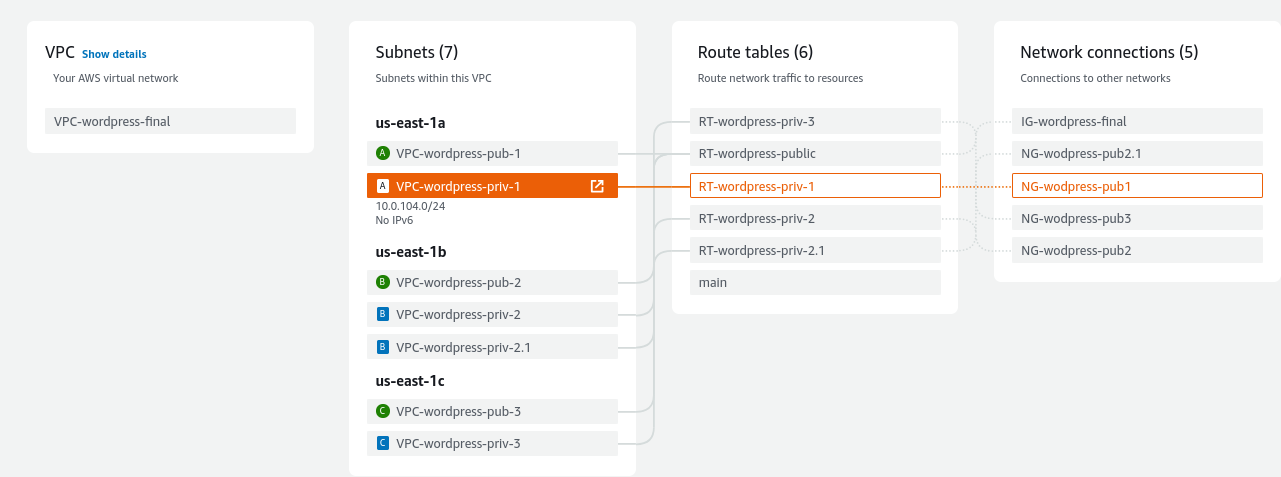 VPC Show details
Your AWS virtual network
VPC-wordpress-final
Subnets (7)
Subnets within this VPC
us-east-1a
A VPC-wordpress-pub-1
A VPC-wordpress-priv-1
10.0.104.0/24
No IPv6
us-east-1b
B VPC-wordpress-pub-2
B VPC-wordpress-priv-2
B VPC-wordpress-priv-2.1
us-east-1c
C VPC-wordpress-pub-3
C VPC-wordpress-priv-3
Route tables (6)
Route network traffic to resources
RT-wordpress-priv-3
RT-wordpress-public
RT-wordpress-priv-1
RT-wordpress-priv-2
RT-wordpress-priv-2.1
main
Network connections (5)
Connections to other networks
IG-wordpress-final
NG-wodpress-pub2.1
NG-wodpress-pub1
NG-wodpress-pub3
NG-wodpress-pub2